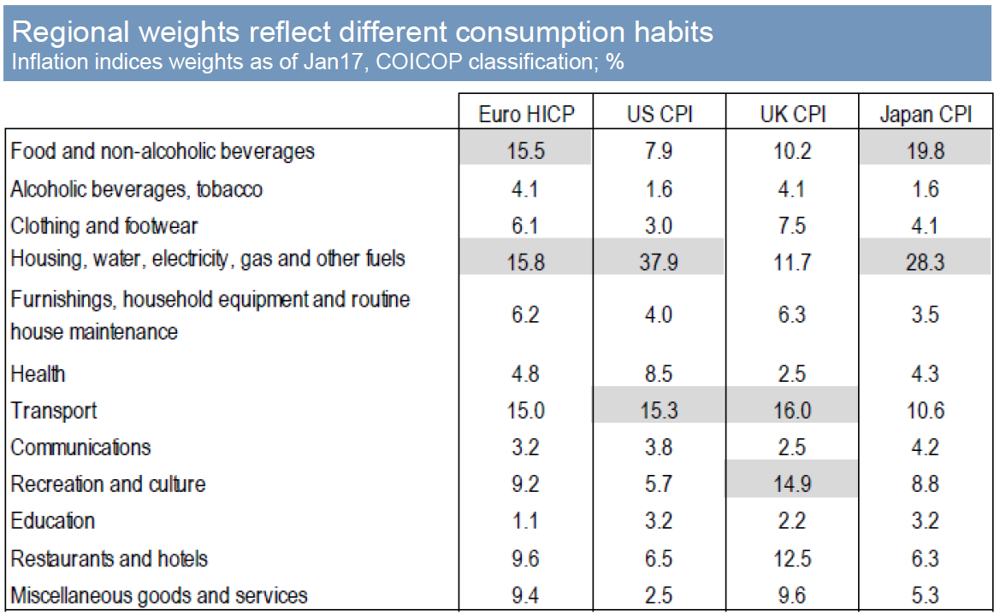 Regional weights reflect different consumption habits
Inflation indices weights as of Jan17, COICOP classification; %
Euro HICP US CPI UK CPI Japan CPI
Food and non-alcoholic beverages 15.5 7.9 10.2 19.8
Alcoholic beverages, tobacco 4.1 1.6 4.1 1.6
Clothing and footwear 6.1 3.0 7.5 4.1
Housing, water, electricity, gas and other fuels 15.8 37.9 11.7 28.3
Furnishings, household equipment and routine
house maintenance 6.2 4.0 6.3 3.5
Health 4.8 8.5 2.5 4.3
Transport 15.0 15.3 16.0 10.6
Communications 3.2 3.8 2.5 4.2
Recreation and culture 9.2 5.7 14.9 8.8
Education 1.1 3.2 2.2 3.2
Restaurants and hotels 9.6 6.5 12.5 6.3
Miscellaneous goods and services 9.4 2.5 9.6 5.3